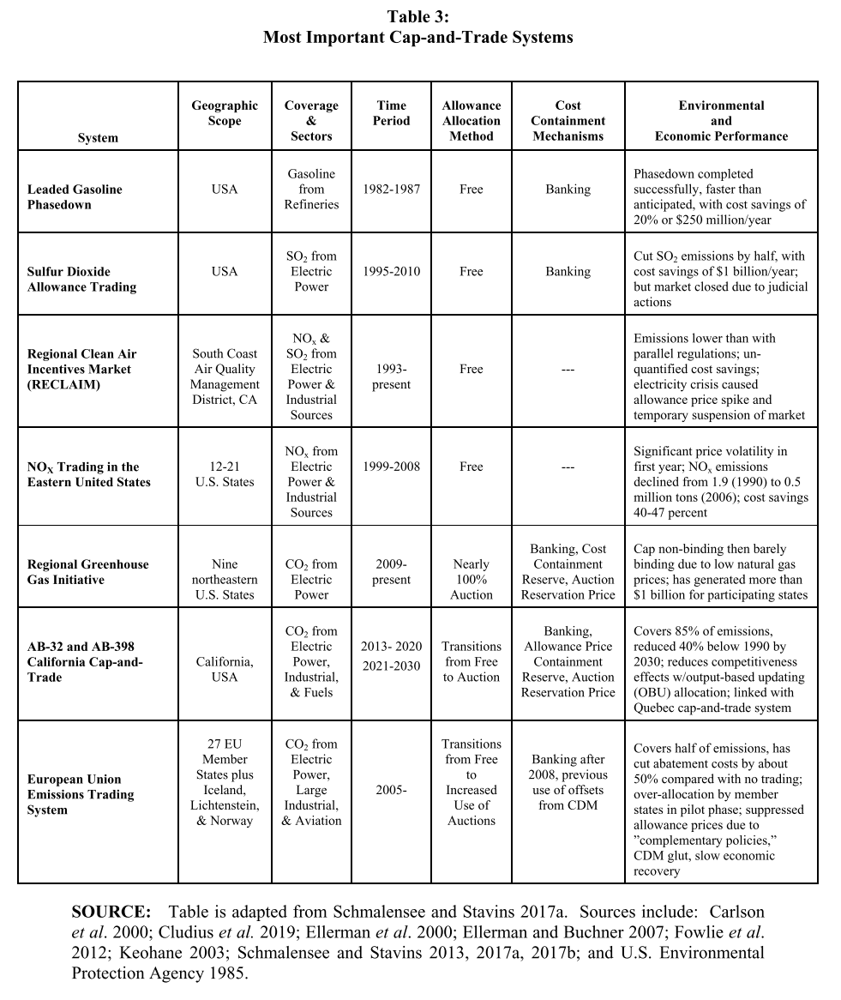 Table 3:
Most Important Cap-and-Trade Systems
System
Geographic
Scope
Coverage
&
Sectors
Time
Period
Allowance
Allocation
Method
Cost
Containment
Mechanisms
Environmental
and
Economic Performance
Leaded Gasoline
Phasedown
USA
Gasoline
from
Refineries
1982-1987
Free
Banking
Phasedown completed
successfully, faster than
anticipated, with cost savings of
20% or $250 million/year
Sulfur Dioxide
Allowance Trading
USA
SO₂ from
Electric
Power
1995-2010
Free
Banking
Cut SO₂ emissions by half, with
cost savings of $1 billion/year;
but market closed due to judicial
actions
Regional Clean Air
Incentives Market
(RECLAIM)
South Coast
Air Quality
Management
District, CA
NOₓ &
SO₂ from
Electric
Power &
Industrial
Sources
1993-
present
Free
---
Emissions lower than with
parallel regulations; un-
quantified cost savings;
electricity crisis caused
allowance price spike and
temporary suspension of market
NOX Trading in the
Eastern United States
12-21
U.S. States
NOₓ from
Electric
Power &
Industrial
Sources
1999-2008
Free
---
Significant price volatility in
first year; NOₓ emissions
declined from 1.9 (1990) to 0.5
million tons (2006); cost savings
40-47 percent
Regional Greenhouse
Gas Initiative
Nine
northeastern
U.S. States
CO₂ from
Electric
Power
2009-
present
Nearly
100%
Auction
Banking, Cost
Containment
Reserve, Auction
Reservation Price
Cap non-binding then barely
binding due to low natural gas
prices; has generated more than
$1 billion for participating states
AB-32 and AB-398
California Cap-and-
Trade
California,
USA
CO₂ from
Electric
Power,
Industrial,
& Fuels
2013- 2020
2021-2030
Transitions
from Free
to Auction
Banking,
Allowance Price
Containment
Reserve, Auction
Reservation Price
Covers 85% of emissions,
reduced 40% below 1990 by
2030; reduces competitiveness
effects w/output-based updating
(OBU) allocation; linked with
Quebec cap-and-trade system
European Union
Emissions Trading
System
27 EU
Member
States plus
Iceland,
Lichtenstein,
& Norway
CO₂ from
Electric
Power,
Large
Industrial,
& Aviation
2005-
Transitions
from Free
to
Increased
Use of
Auctions
Banking after
2008, previous
use of offsets
from CDM
Covers half of emissions, has
cut abatement costs by about
50% compared with no trading;
over-allocation by member
states in pilot phase; suppressed
allowance prices due to
”complementary policies,”
CDM glut, slow economic
recovery
SOURCE: Table is adapted from Schmalensee and Stavins 2017a. Sources include: Carlson
et al. 2000; Cludius et al. 2019; Ellerman et al. 2000; Ellerman and Buchner 2007; Fowlie et al.
2012; Keohane 2003; Schmalensee and Stavins 2013, 2017a, 2017b; and U.S. Environmental
Protection Agency 1985.